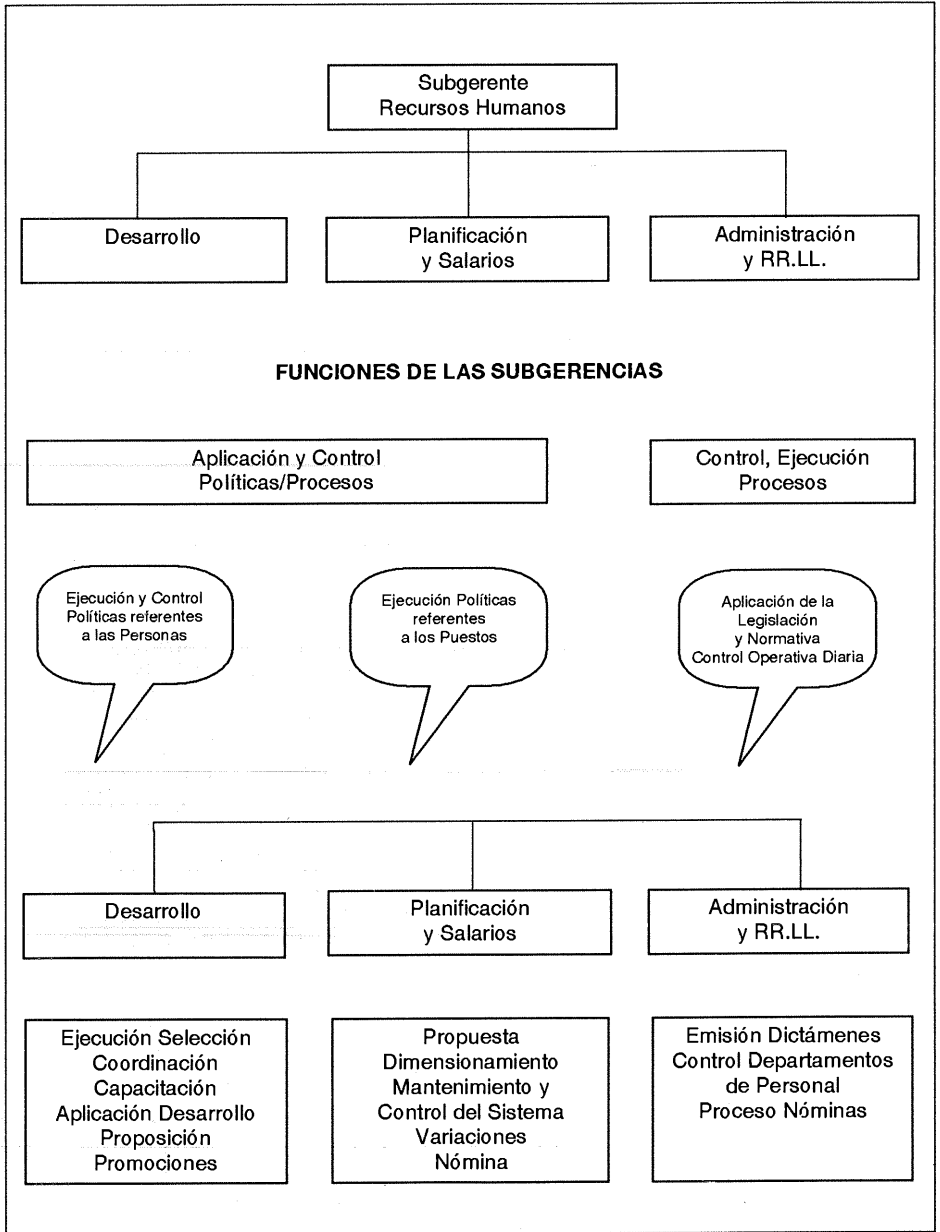 Subgerente
Recursos Humanos
Desarrollo
Planificación
y Salarios
Administración
y RR.LL.
FUNCIONES DE LAS SUBGERENCIAS
Aplicación y Control
Políticas/Procesos
Control, Ejecución
Procesos
Ejecución y Control
Políticas referentes
a las Personas
Ejecución Políticas
referentes
a los Puestos
Aplicación de la
Legislación
y Normativa
Control Operativa Diaria
Desarrollo
Planificación
y Salarios
Administración
y RR.LL.
Ejecución Selección
Coordinación
Capacitación
Aplicación Desarrollo
Proposición
Promociones
Propuesta
Dimensionamiento
Mantenimiento y
Control del Sistema
Variaciones
Nómina
Emisión Dictámenes
Control Departamentos
de Personal
Proceso Nóminas